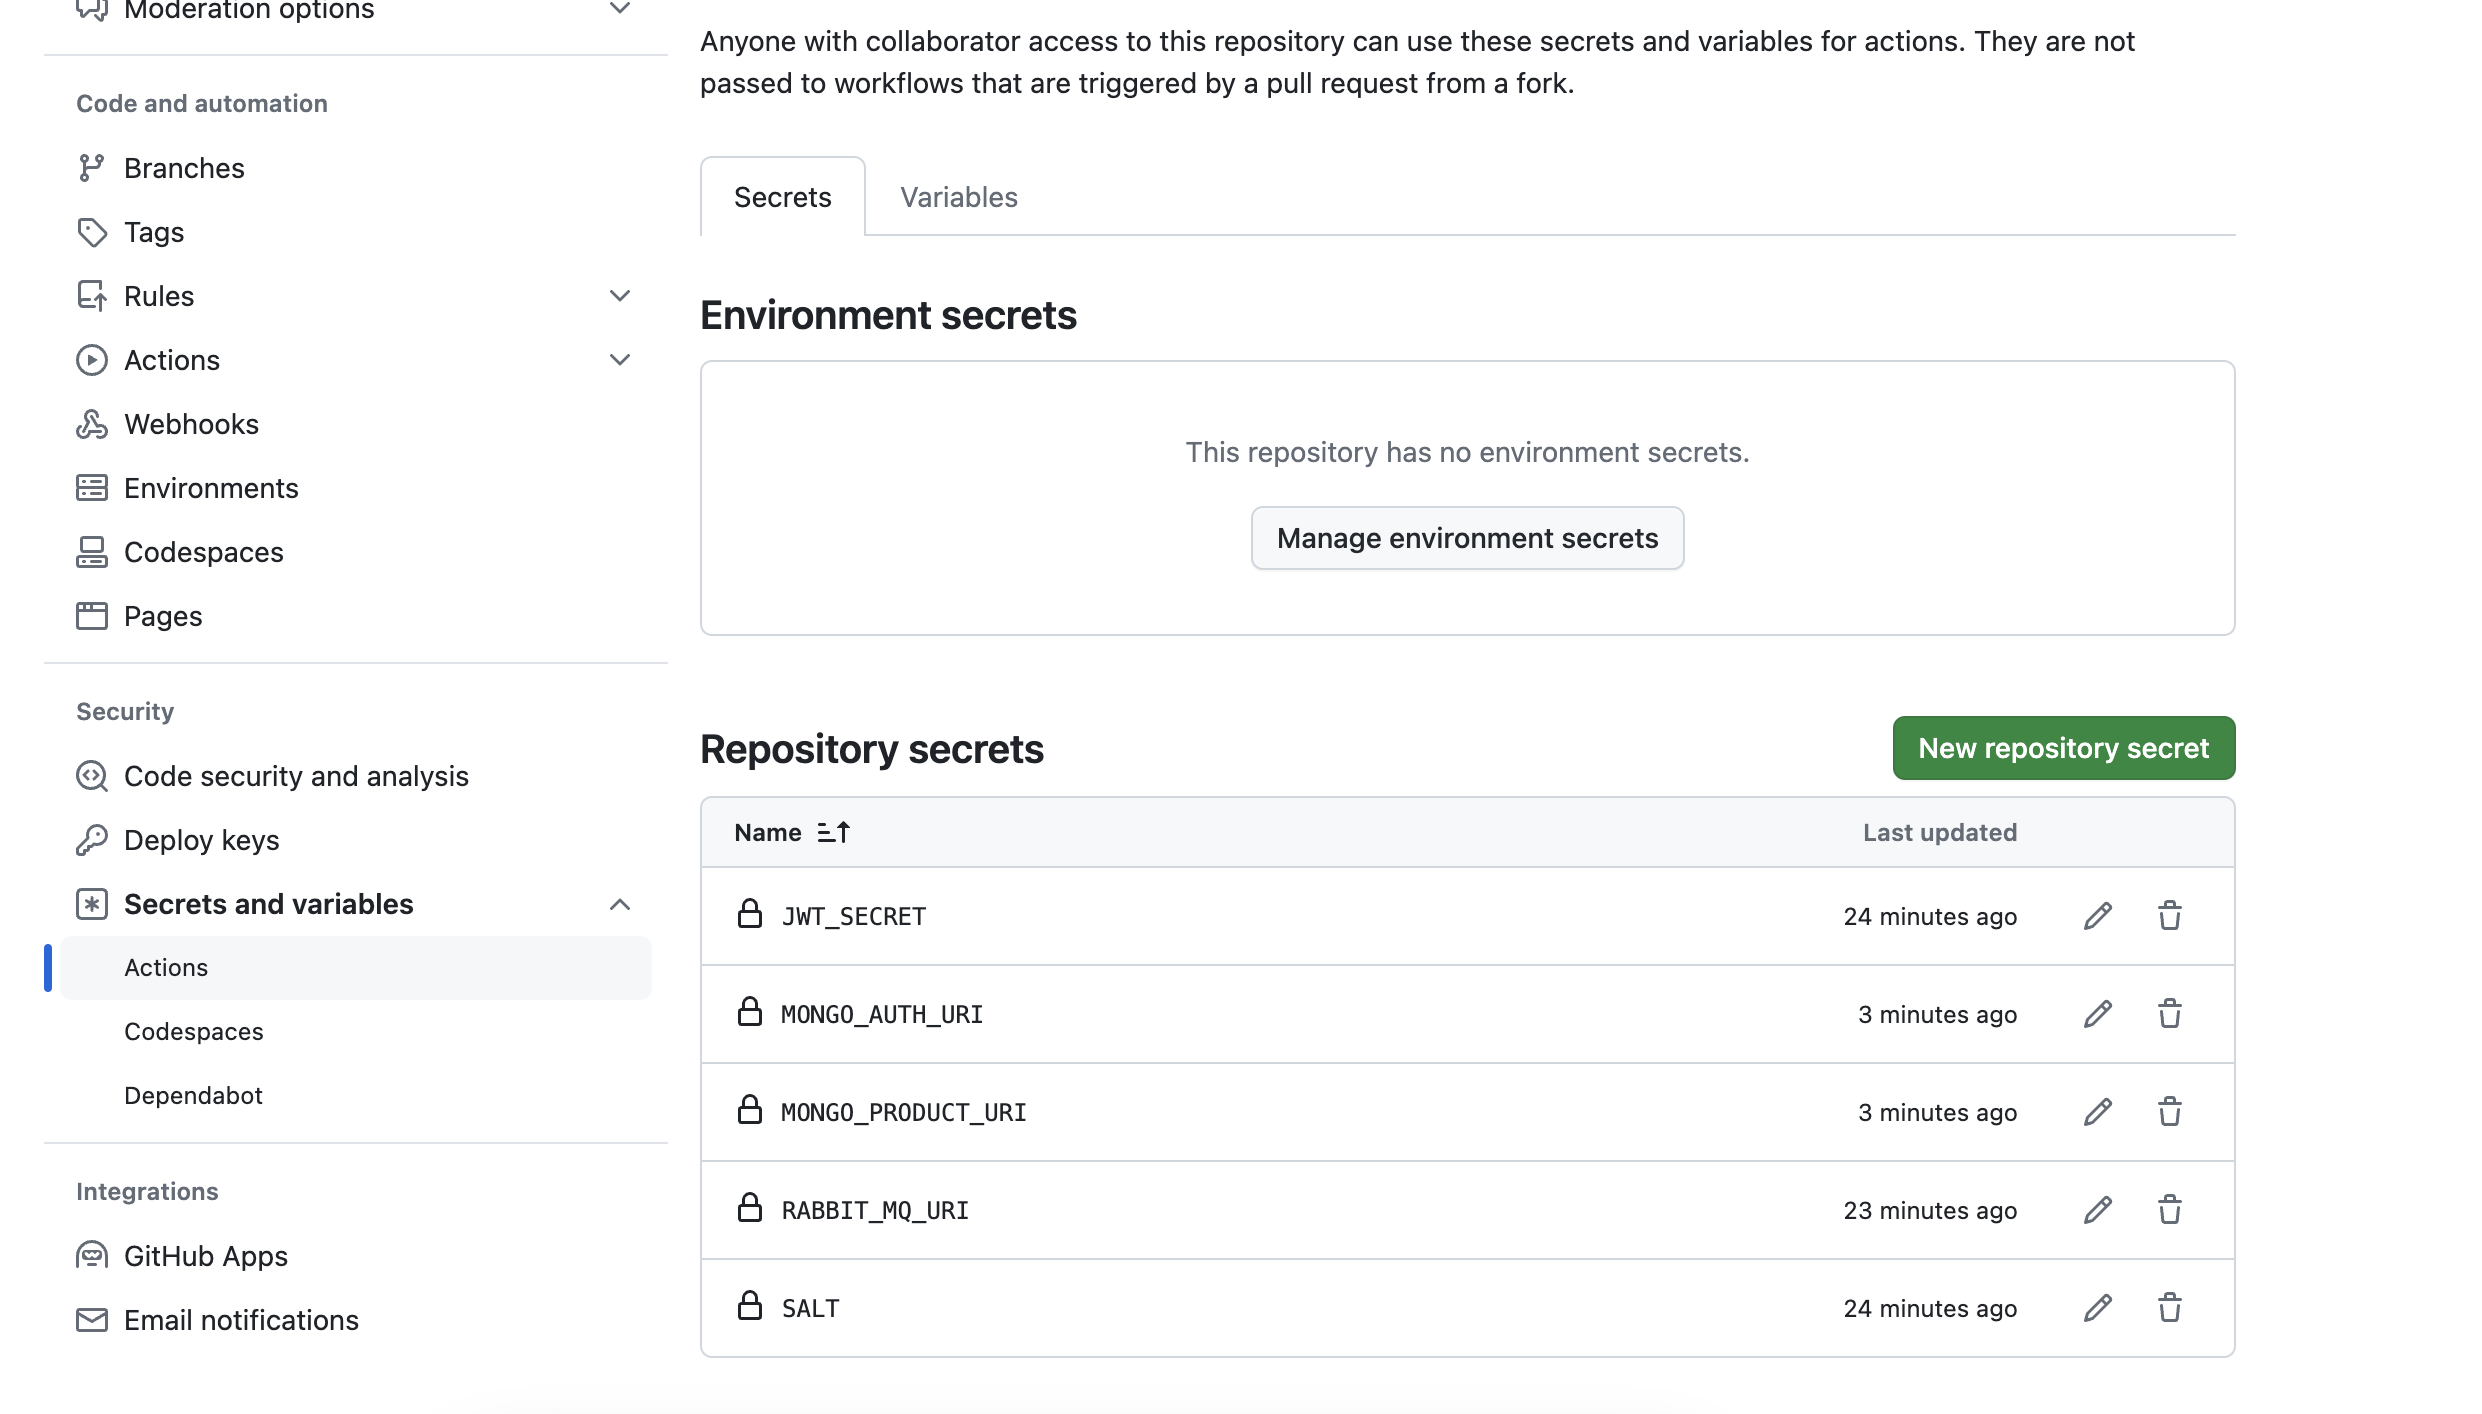 Moderation options
Code and automation
Branches
Tags
Rules
Actions
Webhooks
Environments
Codespaces
Pages
Security
Code security and analysis
Deploy keys
Secrets and variables
Actions
Codespaces
Dependabot
Integrations
GitHub Apps
Email notifications
Anyone with collaborator access to this repository can use these secrets and variables for actions. They are not
passed to workflows that are triggered by a pull request from a fork.
Secrets Variables
Environment secrets
This repository has no environment secrets.
Manage environment secrets
Repository secrets New repository secret
Name Last updated
JWT_SECRET 24 minutes ago
MONGO_AUTH_URI 3 minutes ago
MONGO_PRODUCT_URI 3 minutes ago
RABBIT_MQ_URI 23 minutes ago
SALT 24 minutes ago